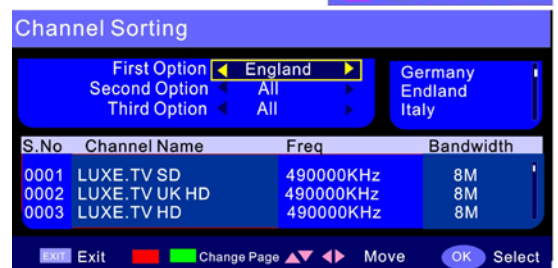 Channel Sorting
First Option England
Second Option All
Third Option All
Germany
Endland
Italy
S.No Channel Name Freq Bandwidth
0001 LUXE.TV SD 490000KHz 8M
0002 LUXE.TV UK HD 490000KHz 8M
0003 LUXE.TV HD 490000KHz 8M
EXIT Exit Change Page Move OK Select